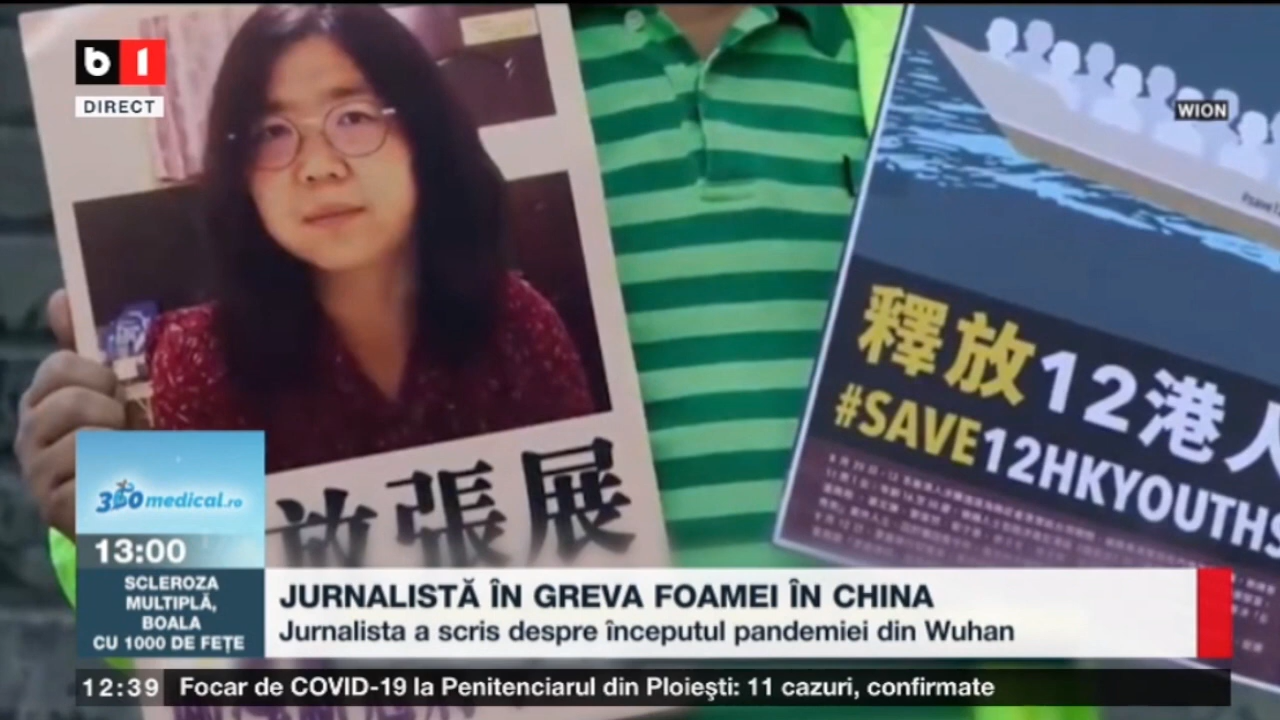 b1
DIRECT
WION
放張展
釋放12港人
#SAVE12HKYOUTHS
360medical.ro
13:00
SCLEROZA
MULTIPLĂ,
BOALA
CU 1000 DE FEȚE
JURNALISTĂ ÎN GREVA FOAMEI ÎN CHINA
Jurnalista a scris despre începutul pandemiei din Wuhan
12:39 Focar de COVID-19 la Penitenciarul din Ploiești: 11 cazuri, confirmate